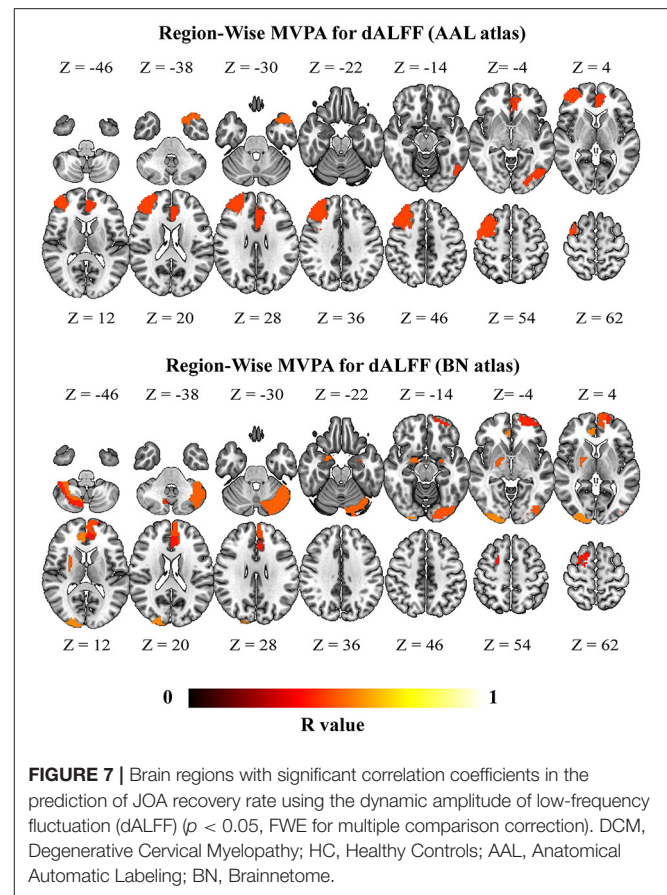 Region-Wise MVPA for dALFF (AAL atlas)
Z = -46 Z = -38 Z = -30 Z = -22 Z = -14 Z= -4 Z = 4
Z = 12 Z = 20 Z = 28 Z = 36 Z = 46 Z = 54 Z = 62
Region-Wise MVPA for dALFF (BN atlas)
Z = -46 Z = -38 Z = -30 Z = -22 Z = -14 Z= -4 Z = 4
Z = 12 Z = 20 Z = 28 Z = 36 Z = 46 Z = 54 Z = 62
0 1
R value
FIGURE 7 | Brain regions with significant correlation coefficients in the
prediction of JOA recovery rate using the dynamic amplitude of low-frequency
fluctuation (dALFF) (p < 0.05, FWE for multiple comparison correction). DCM,
Degenerative Cervical Myelopathy; HC, Healthy Controls; AAL, Anatomical
Automatic Labeling; BN, Brainnetome.